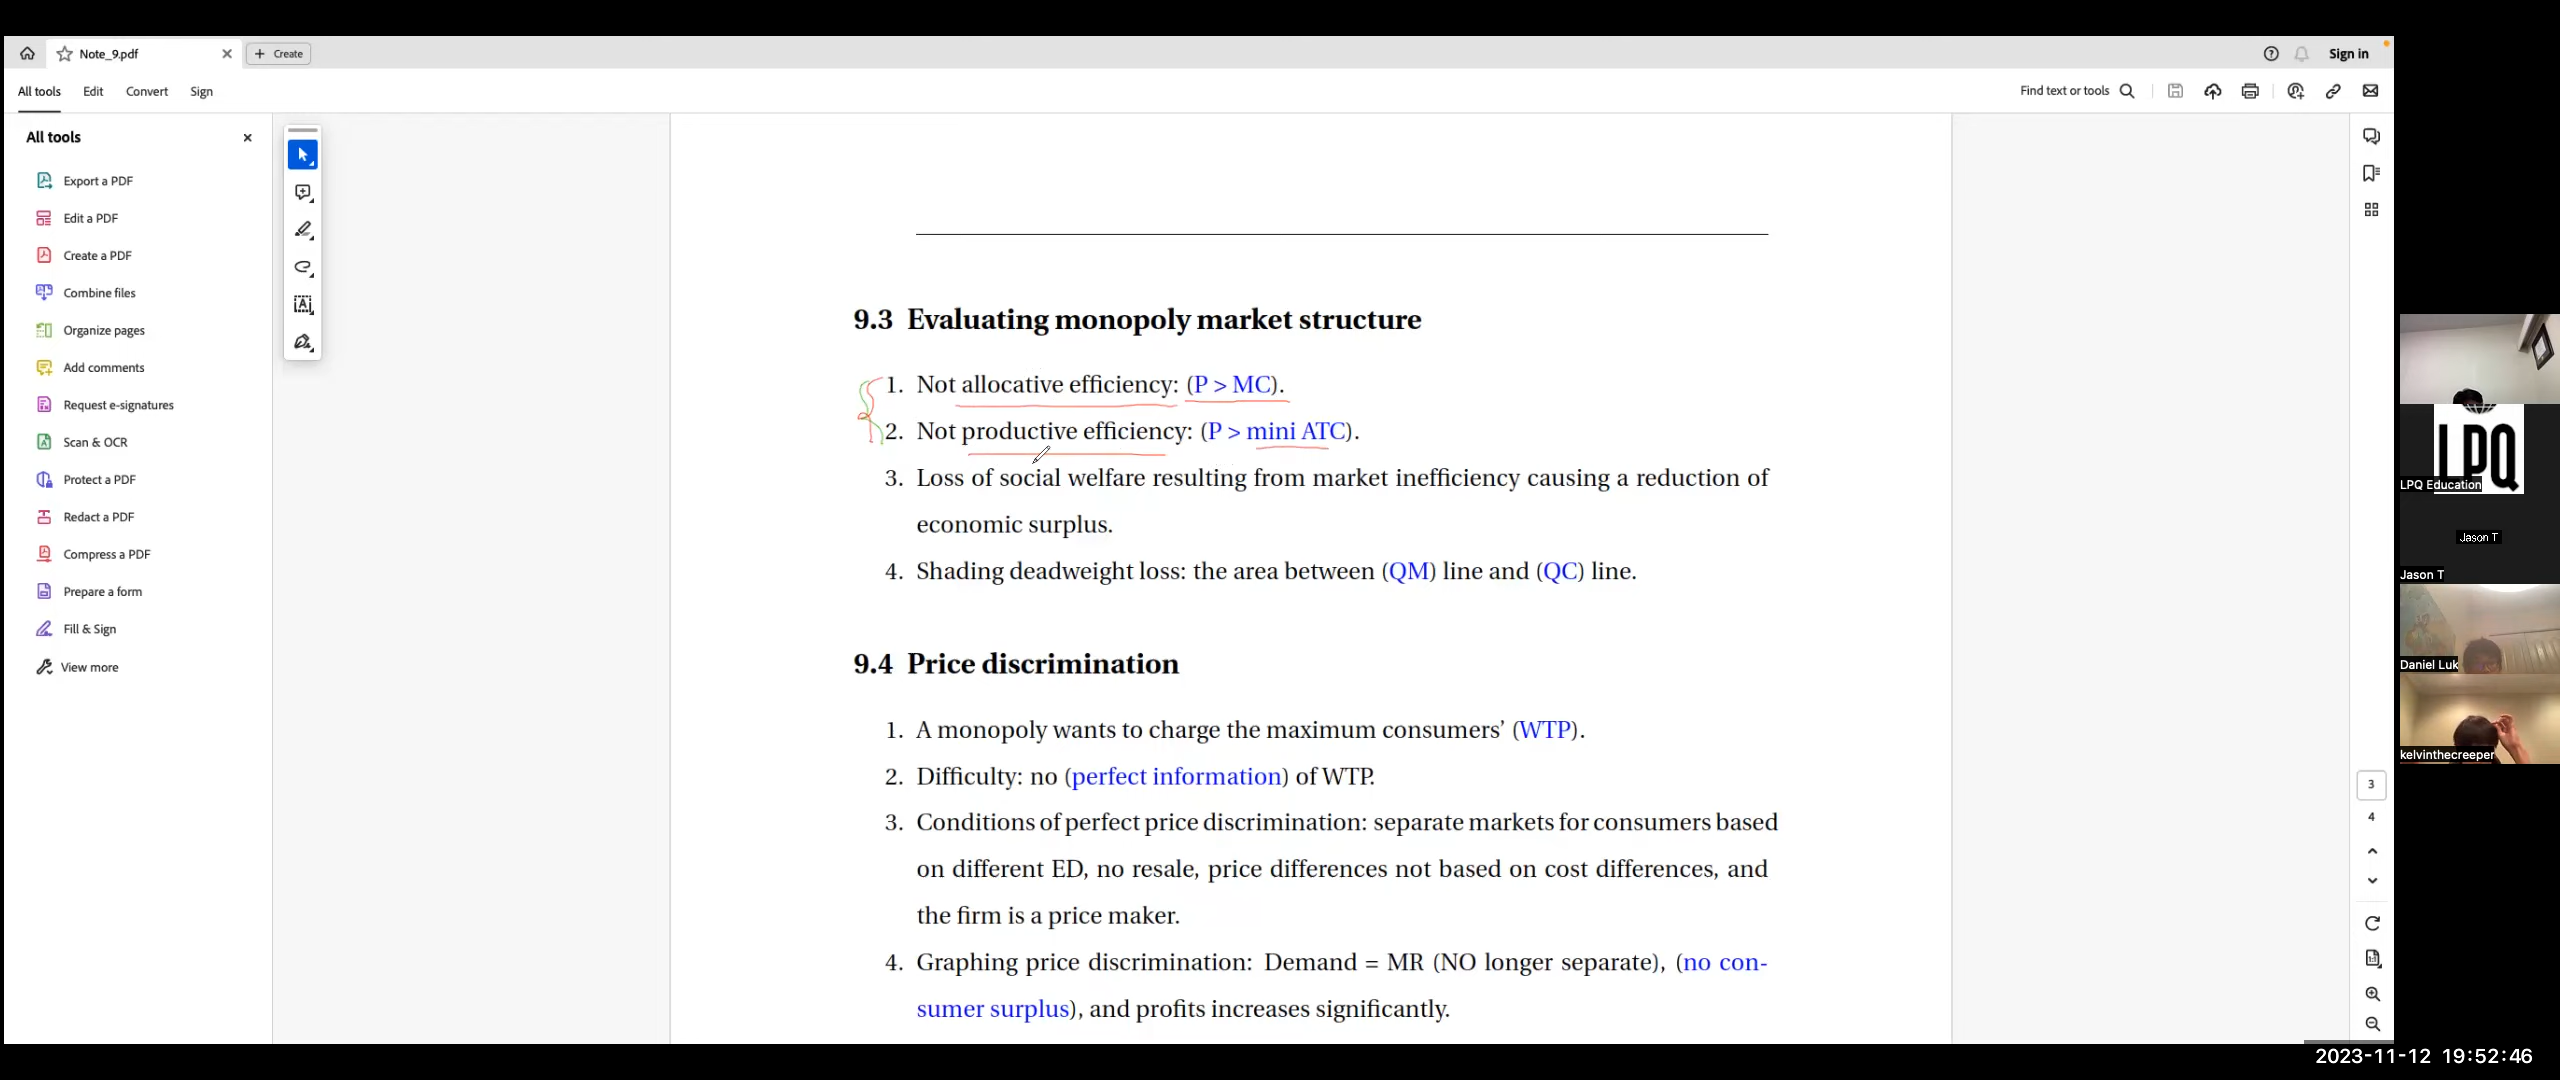 Note_9.pdf
Create
Sign in
All tools
Edit
Convert
Sign
Find text or tools
All tools
Export a PDF
Edit a PDF
Create a PDF
Combine files
Organize pages
Add comments
Request e-signatures
Scan & OCR
Protect a PDF
Redact a PDF
Compress a PDF
Prepare a form
Fill & Sign
View more
9.3 Evaluating monopoly market structure
1. Not allocative efficiency: (P > MC).
2. Not productive efficiency: (P > mini ATC).
3. Loss of social welfare resulting from market inefficiency causing a reduction of
economic surplus.
4. Shading deadweight loss: the area between (QM) line and (QC) line.
9.4 Price discrimination
1. A monopoly wants to charge the maximum consumers’ (WTP).
2. Difficulty: no (perfect information) of WTP.
3. Conditions of perfect price discrimination: separate markets for consumers based
on different ED, no resale, price differences not based on cost differences, and
the firm is a price maker.
4. Graphing price discrimination: Demand = MR (NO longer separate), (no con-
sumer surplus), and profits increases significantly.
3
4
LPQ
LPQ Education
Jason T
Jason T
Daniel Luk
kelvinthecreeper
2023-11-12 19:52:46